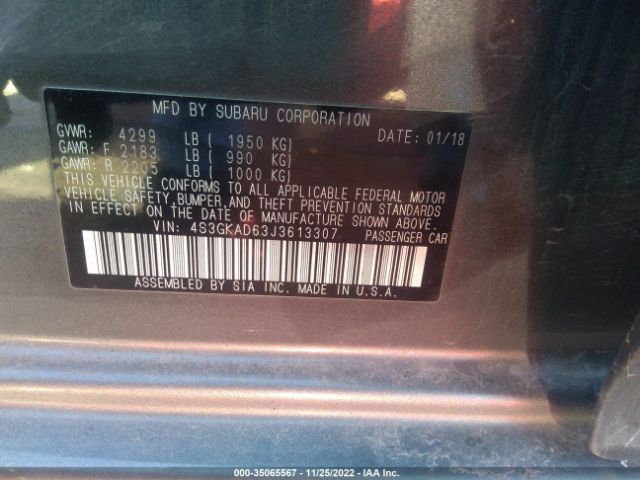 MFD BY SUBARU CORPORATION
GVWR: 4299 LB ( 1950 KG) DATE: 01/18
GAWR: F 2183 LB ( 990 KG)
GAWR: R 2205 LB ( 1000 KG)
THIS VEHICLE CONFORMS TO ALL APPLICABLE FEDERAL MOTOR
VEHICLE SAFETY, BUMPER, AND THEFT PREVENTION STANDARDS
IN EFFECT ON THE DATE OF MANUFACTURE SHOWN ABOVE.
VIN: 4S3GKAD63J3613307 PASSENGER CAR
ASSEMBLED BY SIA INC. MADE IN U.S.A.
000-35065567 - 11/25/2022 - IAA Inc.